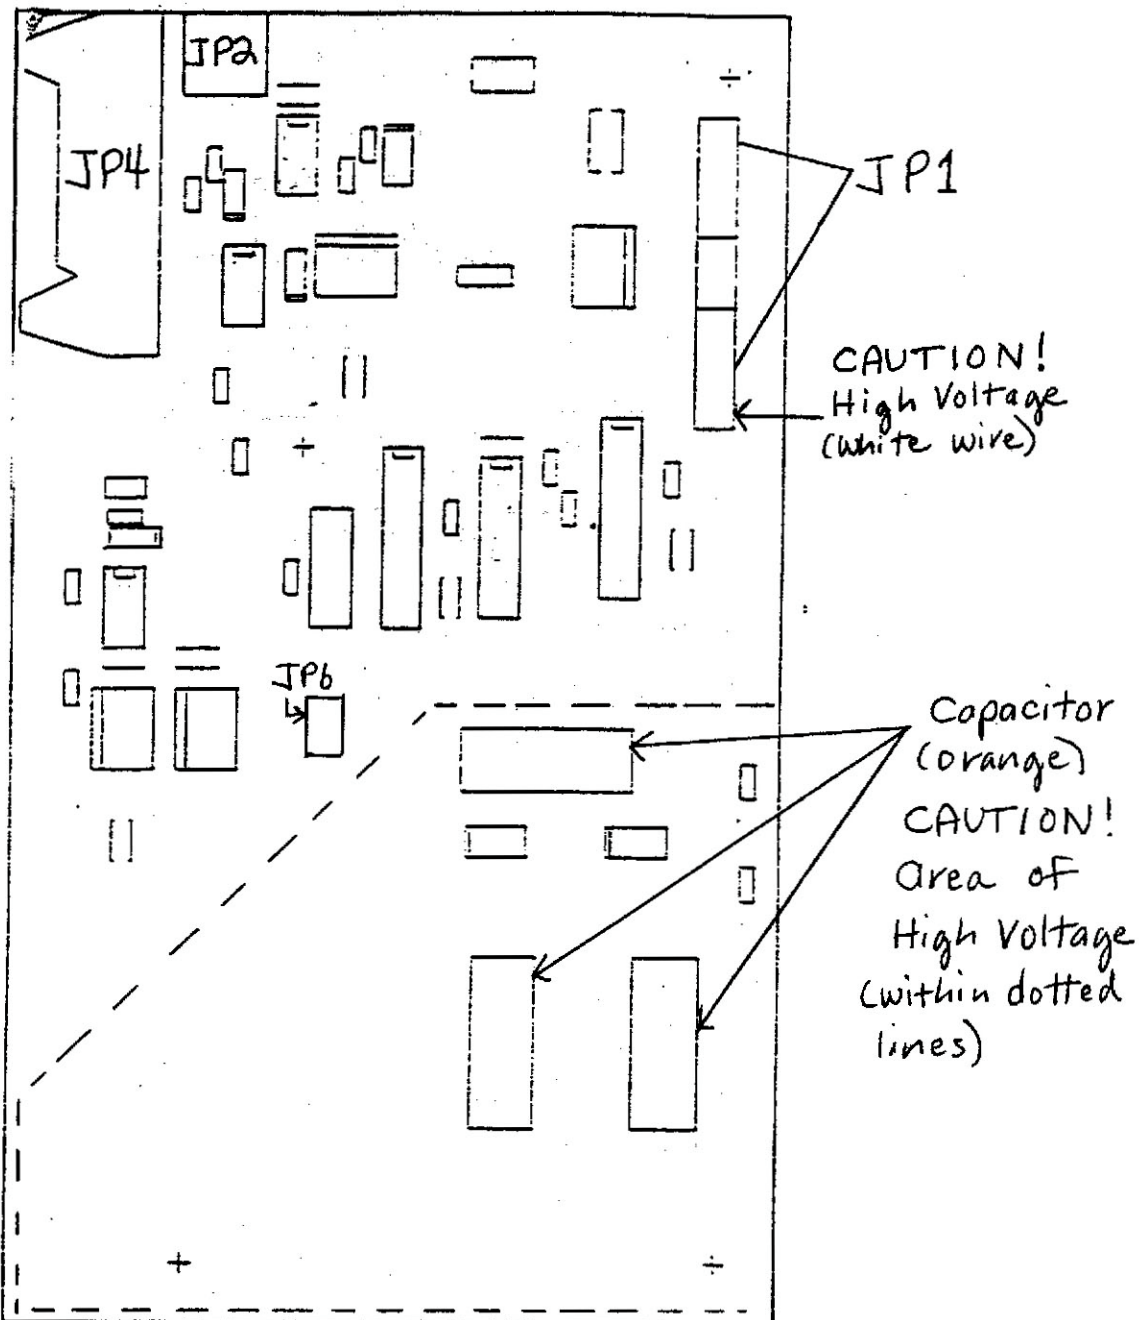 JP2
JP4
JP1
CAUTION!
High Voltage
(white wire)
JP6
Capacitor
(orange)
CAUTION!
area of
High Voltage
(within dotted
lines)